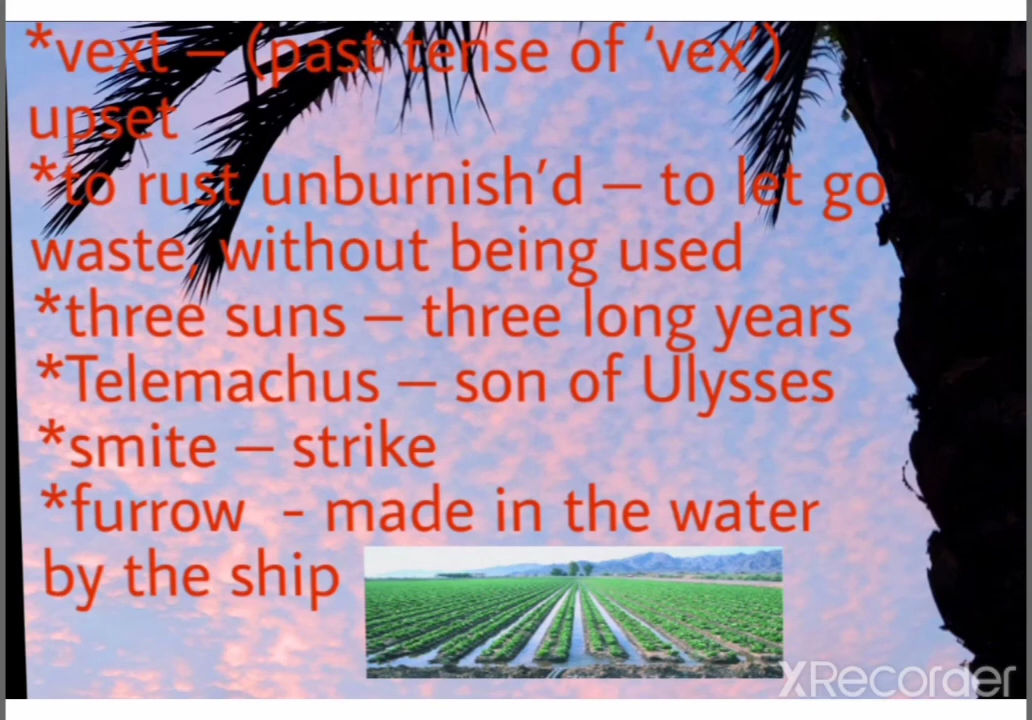 *vext – (past tense of ‘vex’)
upset
*to rust unburnish’d – to let go
waste, without being used
*three suns – three long years
*Telemachus – son of Ulysses
*smite – strike
*furrow - made in the water
by the ship
XRecorder